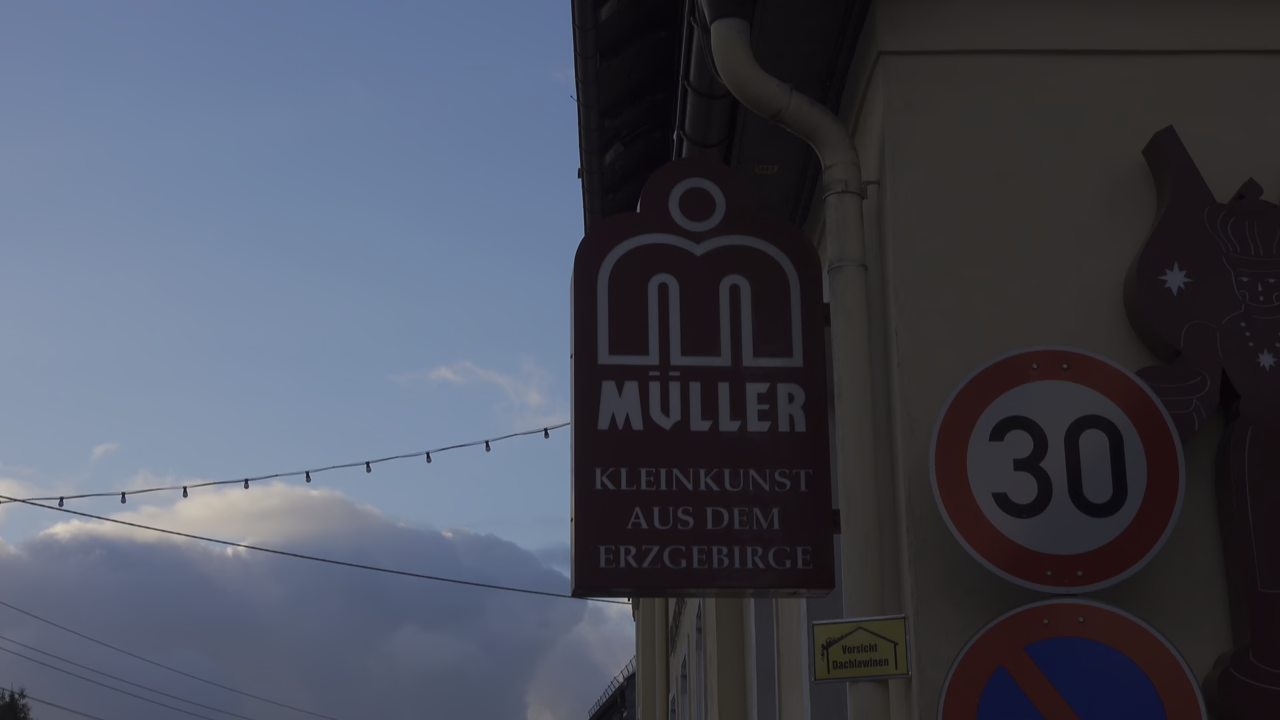 MÜLLER
KLEINKUNST
AUS DEM
ERZGEBIRGE
30
Vorsicht
Dachlawinen